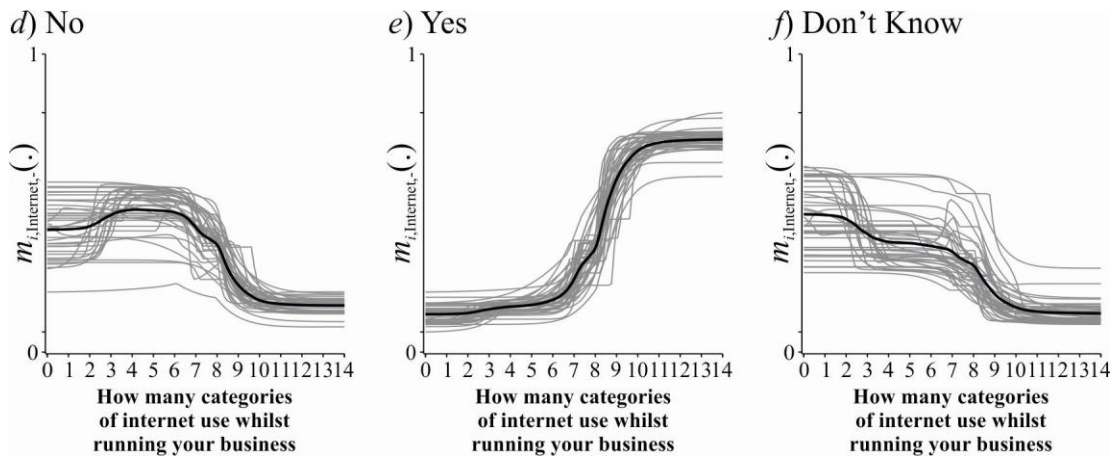 d) No
1
m i,Internet,- (.)
0
0 1 2 3 4 5 6 7 8 9 10 11 12 13 14
How many categories
of internet use whilst
running your business
e) Yes
1
m i,Internet,- (.)
0
0 1 2 3 4 5 6 7 8 9 10 11 12 13 14
How many categories
of internet use whilst
running your business
f) Don't Know
1
m i,Internet,- (.)
0
0 1 2 3 4 5 6 7 8 9 10 11 12 13 14
How many categories
of internet use whilst
running your business